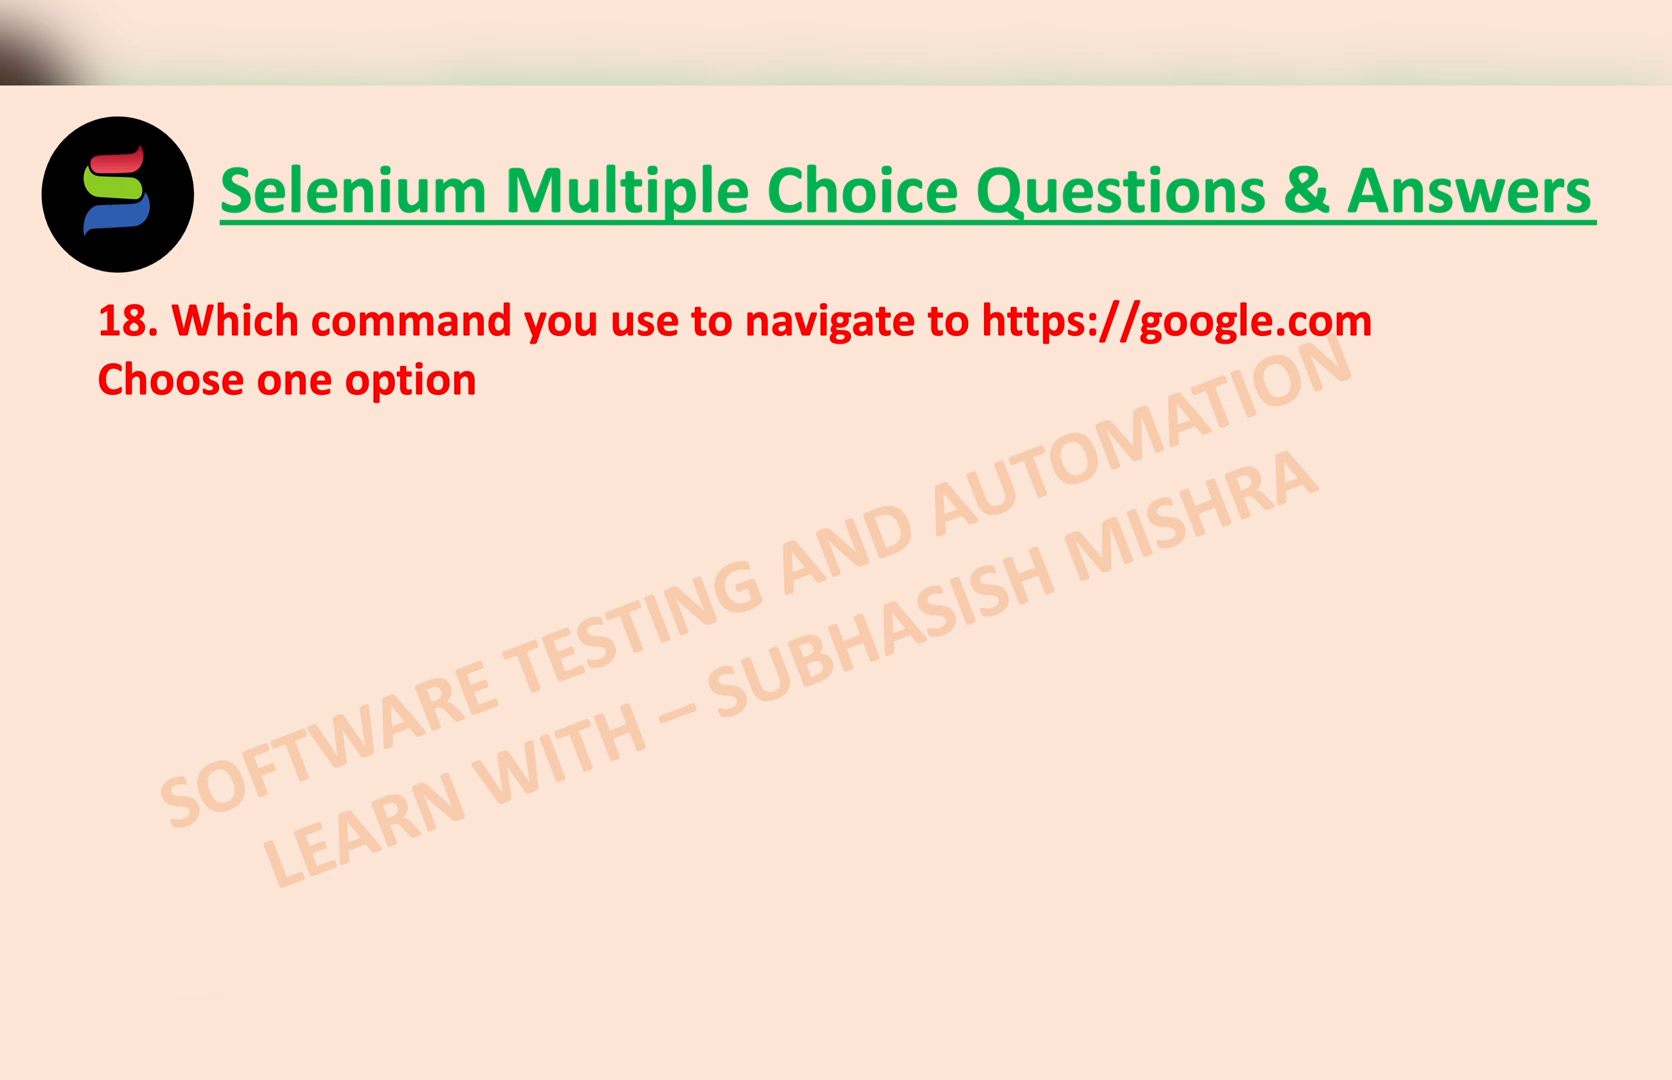 Selenium Multiple Choice Questions & Answers
18. Which command you use to navigate to https://google.com
Choose one option
SOFTWARE TESTING AND AUTOMATION
LEARN WITH – SUBHASISH MISHRA